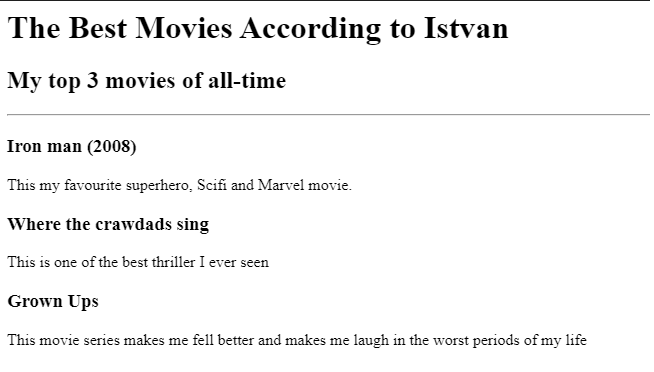 The Best Movies According to Istvan
My top 3 movies of all-time
Iron man (2008)
This my favourite superhero, Scifi and Marvel movie.
Where the crawdads sing
This is one of the best thriller I ever seen
Grown Ups
This movie series makes me fell better and makes me laugh in the worst periods of my life